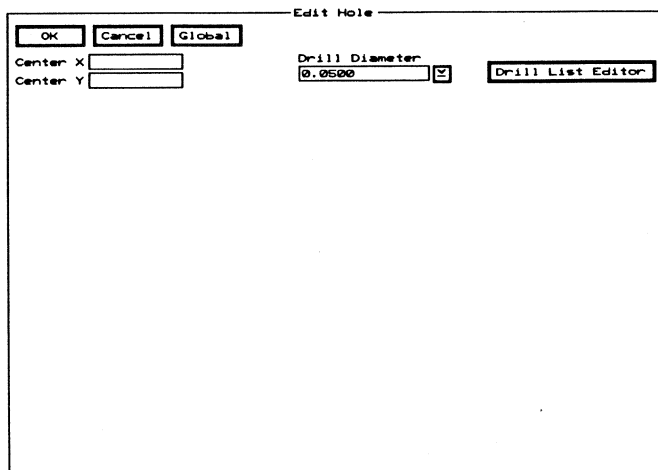 Edit Hole
OK Cancel Global
Center X
Center Y
Drill Diameter
0.0500
Drill List Editor